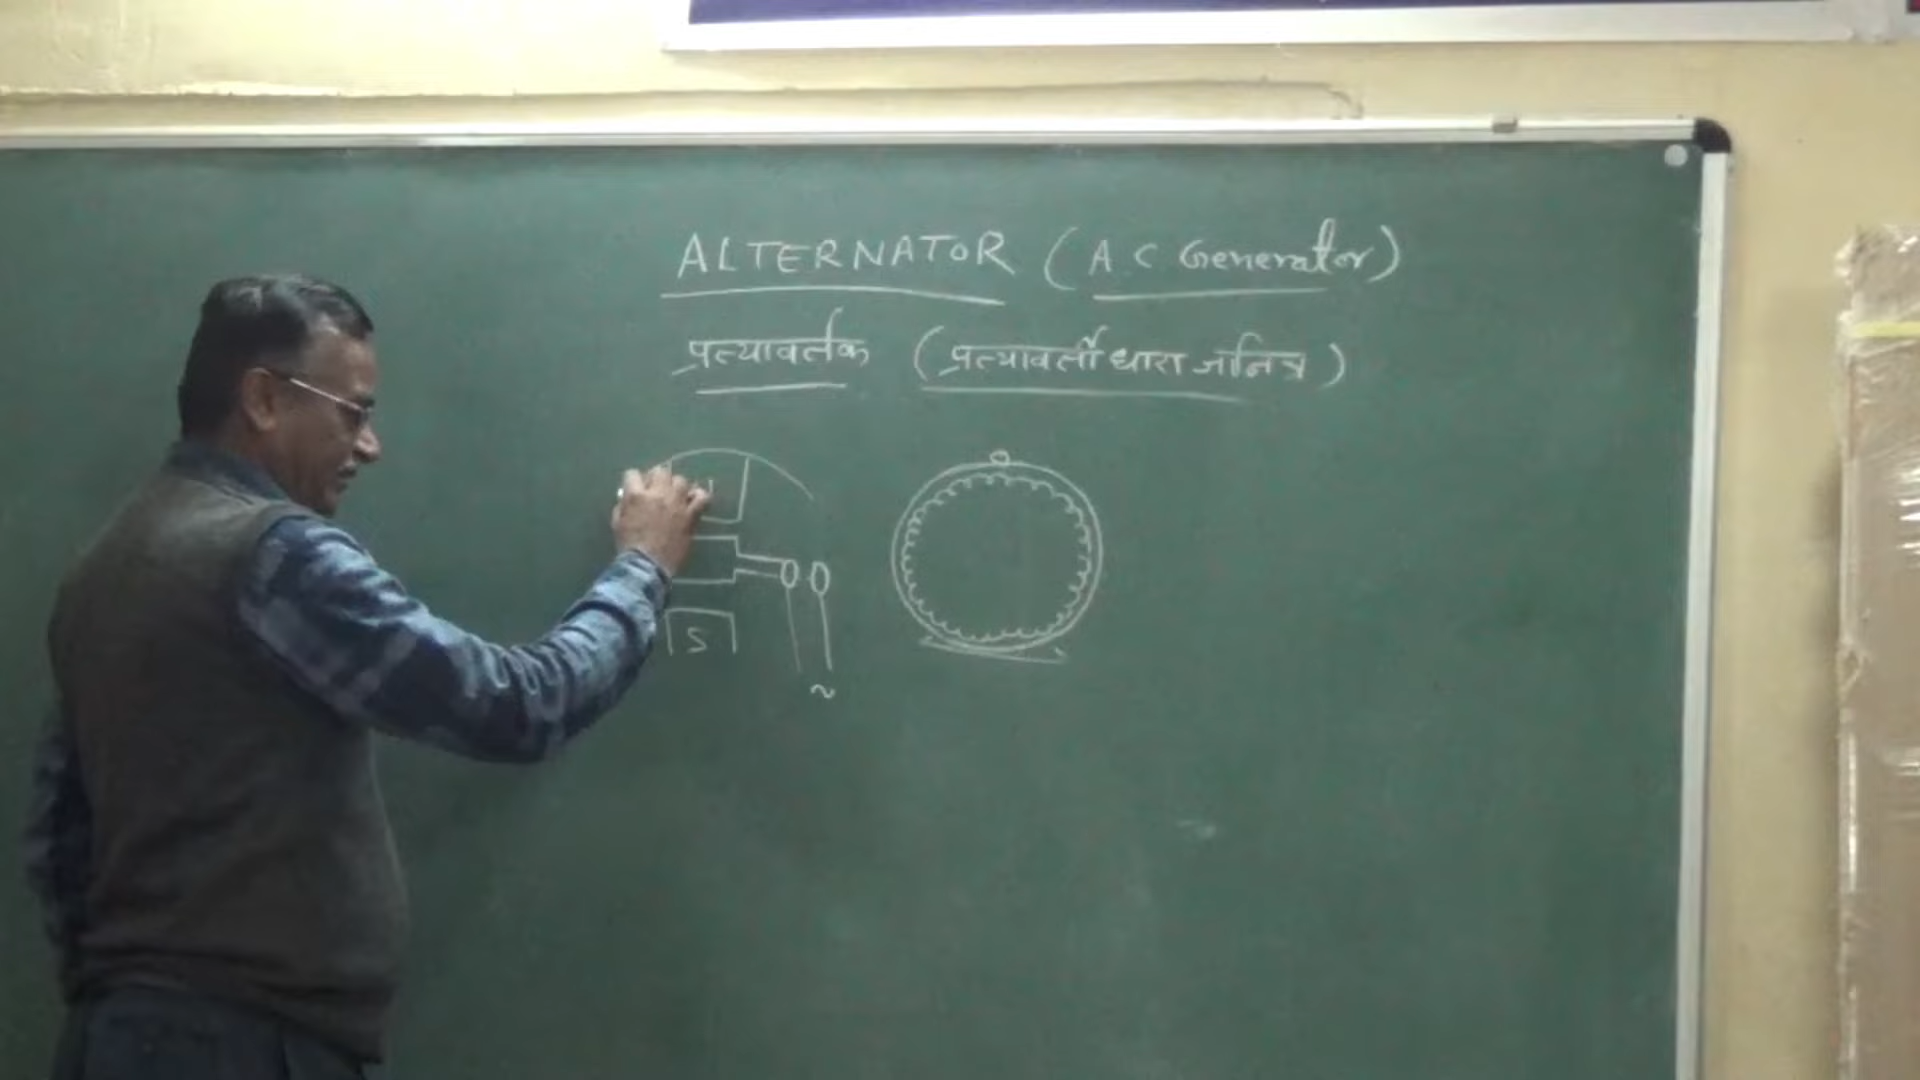 ALTERNATOR (A C Generator)
प्रत्यावर्तक (प्रत्यावर्ती धारा जनित्र)
S
~